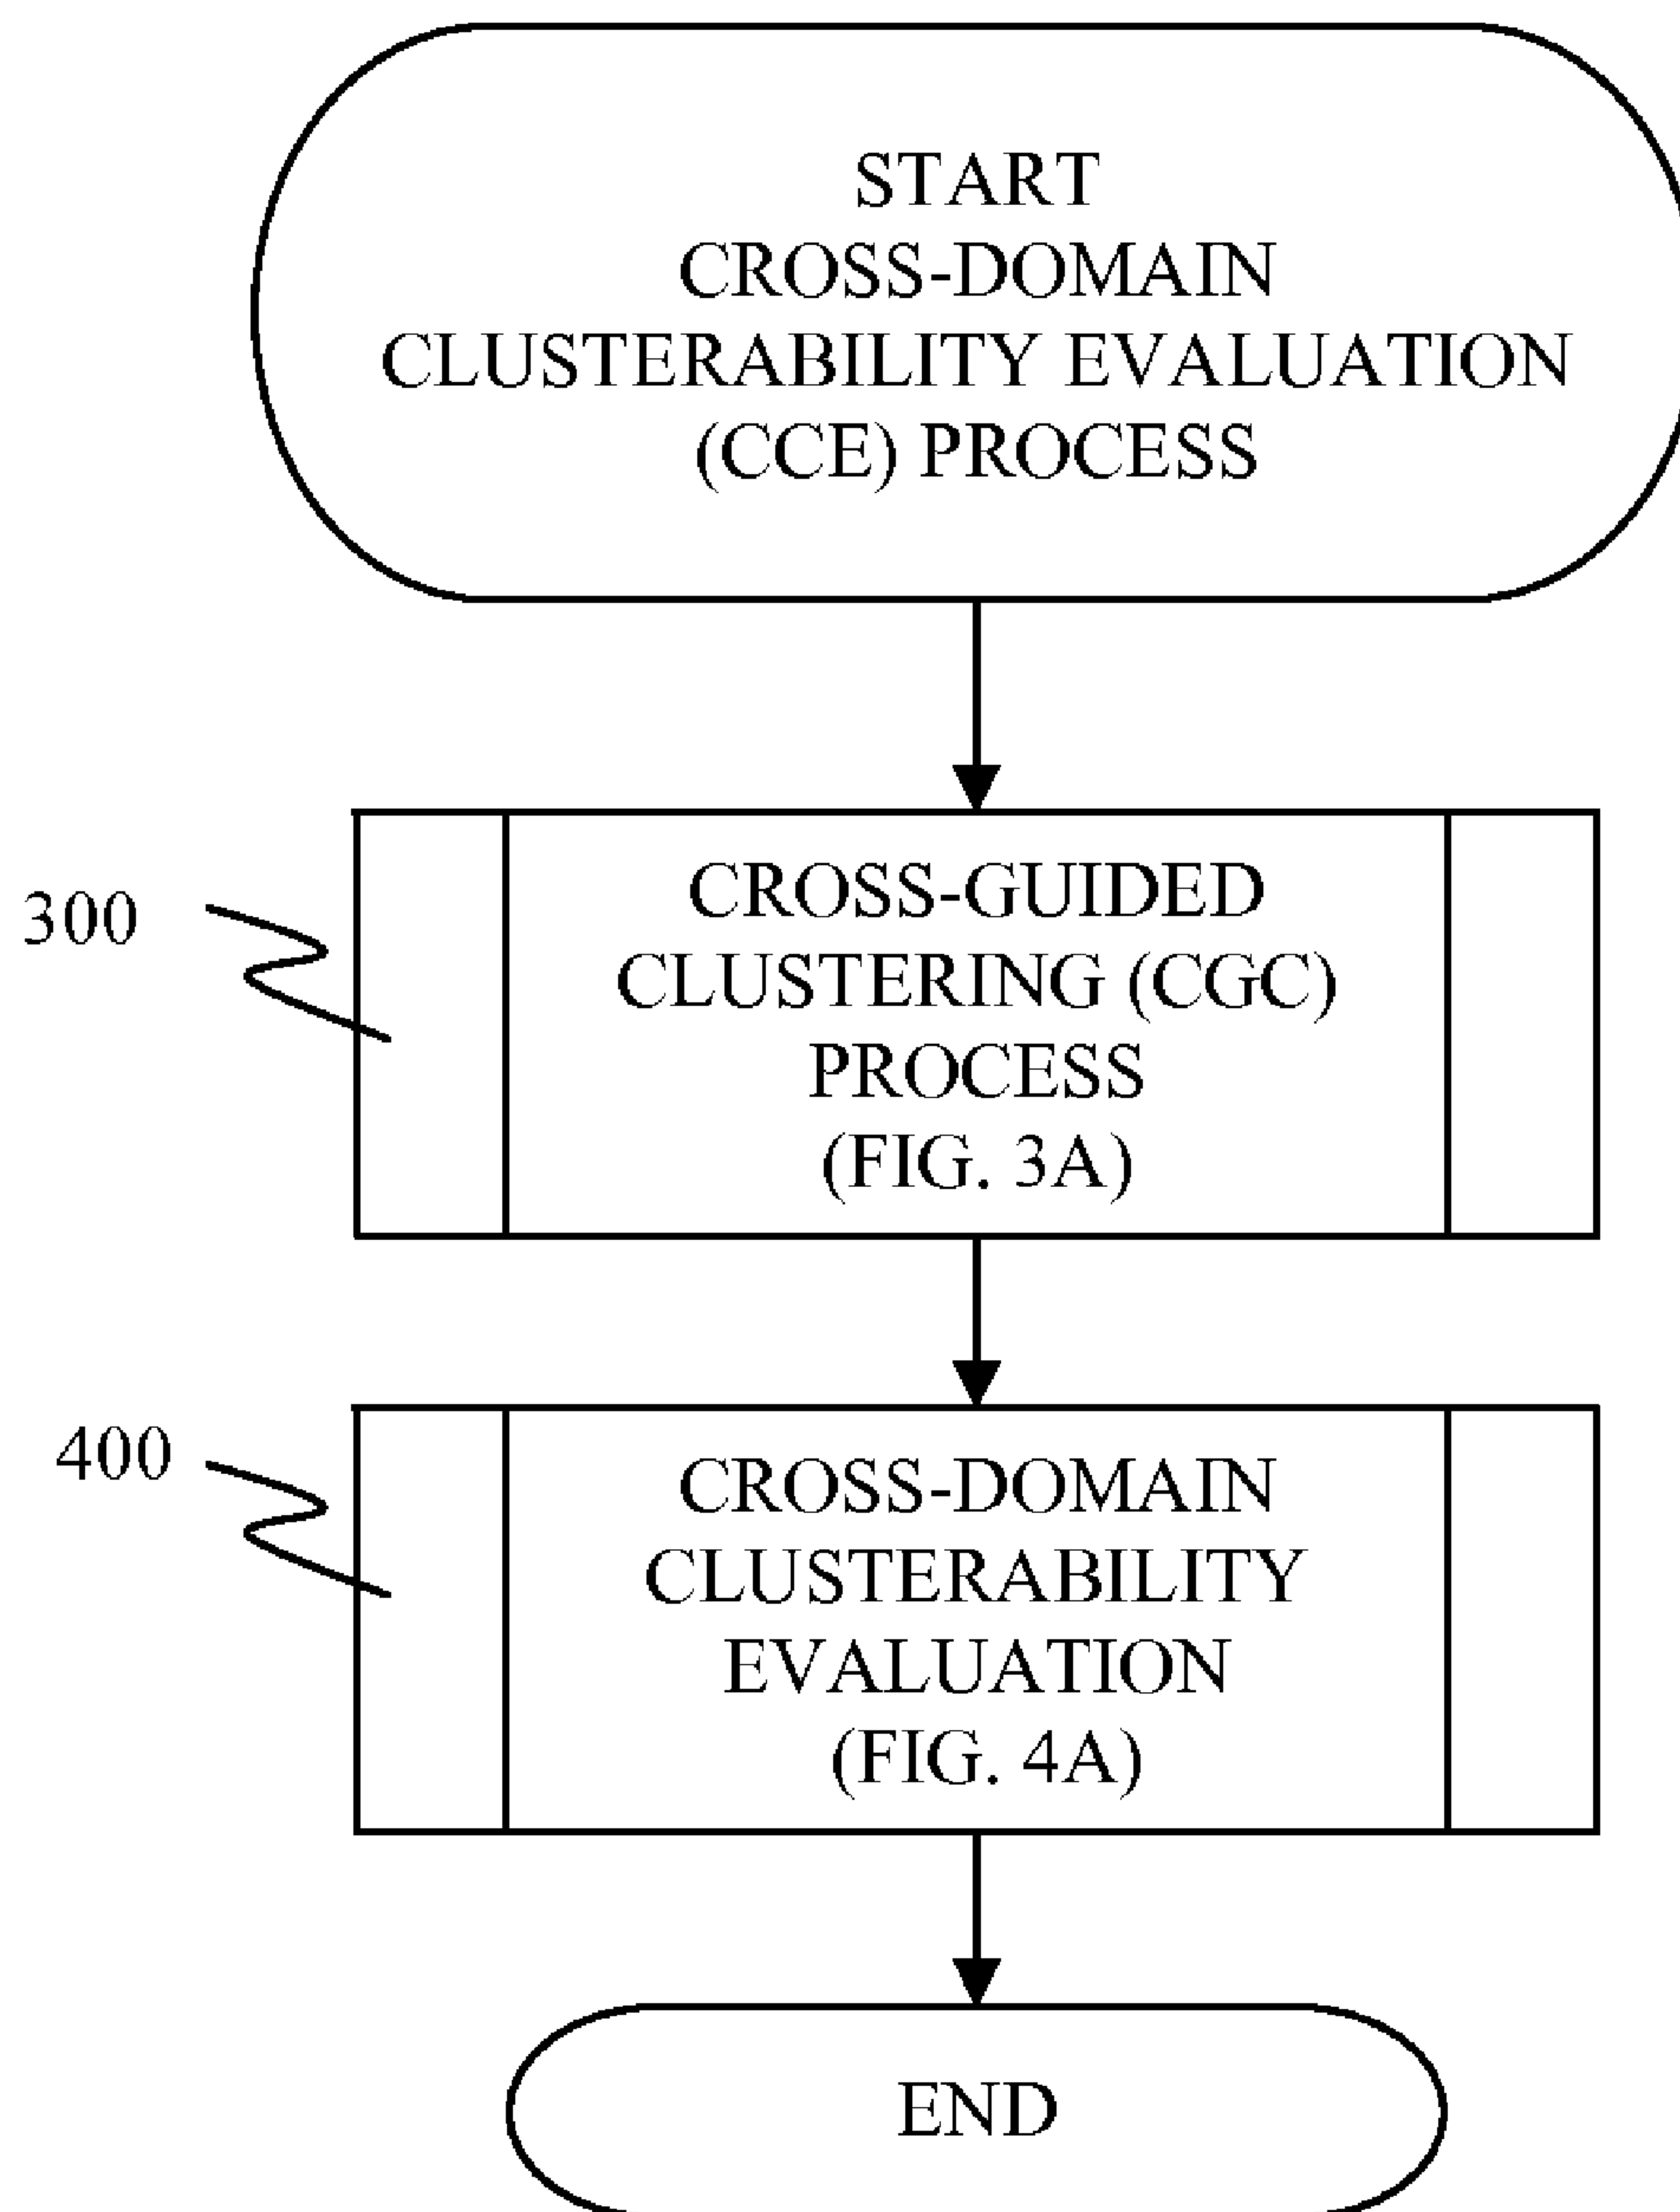 START
CROSS-DOMAIN
CLUSTERABILITY EVALUATION
(CCE) PROCESS
300
CROSS-GUIDED
CLUSTERING (CGC)
PROCESS
(FIG. 3A)
400
CROSS-DOMAIN
CLUSTERABILITY
EVALUATION
(FIG. 4A)
END